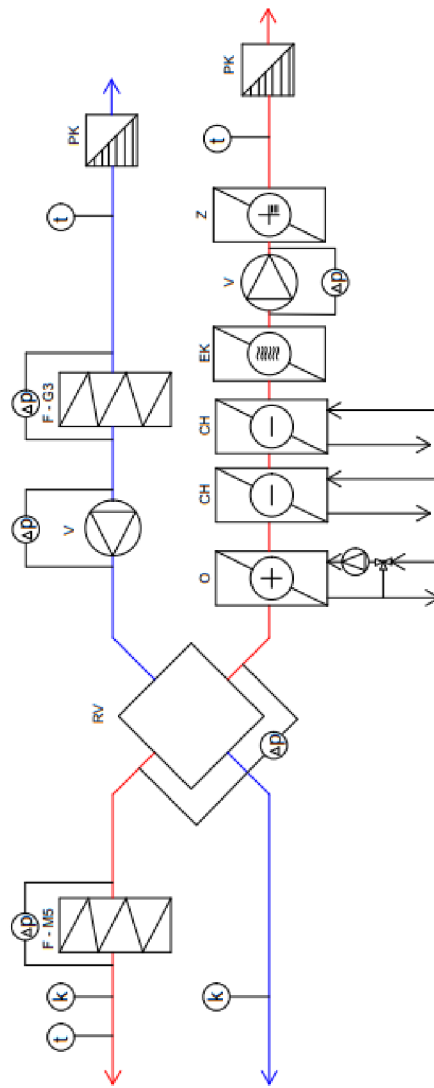 t
k
Δp
F - M5
RV
Δp
V
Δp
F - G3
t
PK
k
Δp
O
CH
CH
EK
V
Δp
Z
t
PK